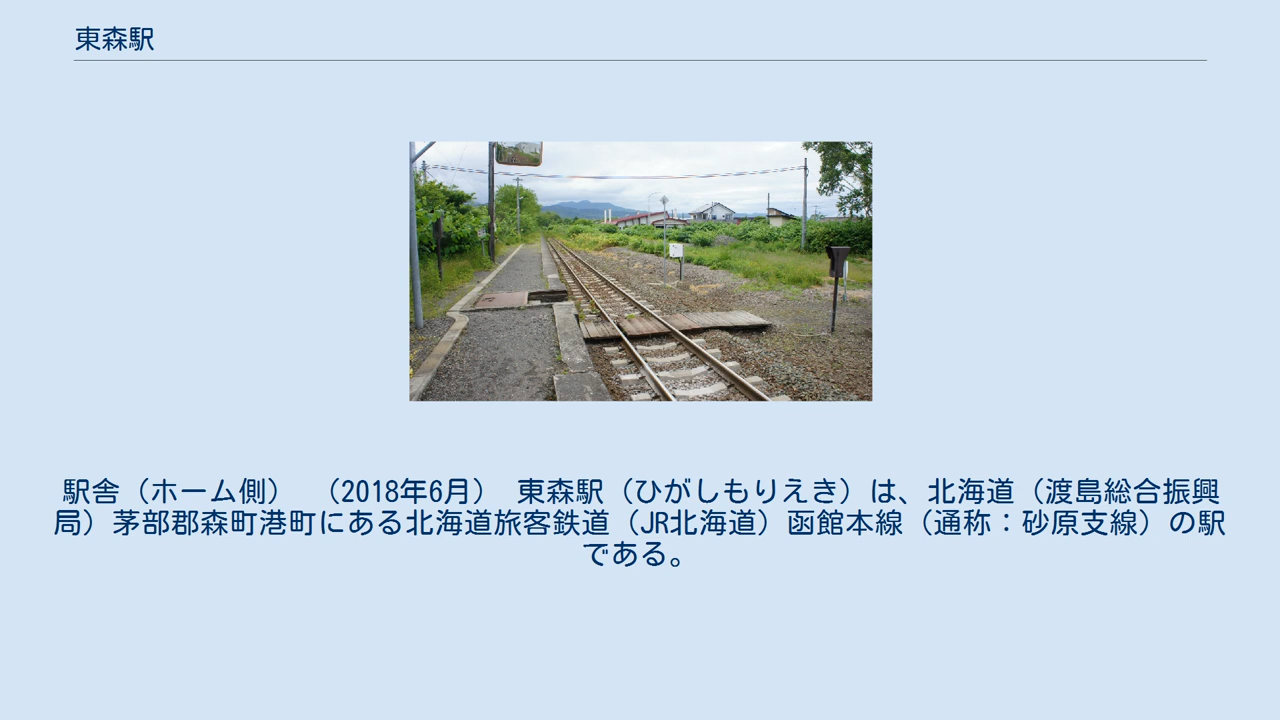 東森駅
駅舎（ホーム側）　（2018年6月）　東森駅（ひがしもりえき）は、北海道（渡島総合振興
局）茅部郡森町港町にある北海道旅客鉄道（JR北海道）函館本線（通称：砂原支線）の駅
である。